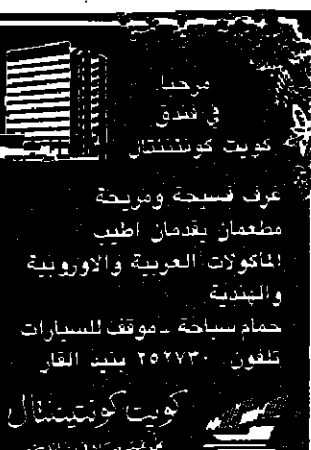 مرحبا
في فندق
كويت كونتننتال
غرف فسيحة ومريحة
مطعمان يقدمان اطيب
الماكولات العربية والاوروبية
والهندية
حمام سباحة - موقف للسيارات
تلفون ٢٥٢٧٣٠ بنيد القار
كويت كونتيننتال